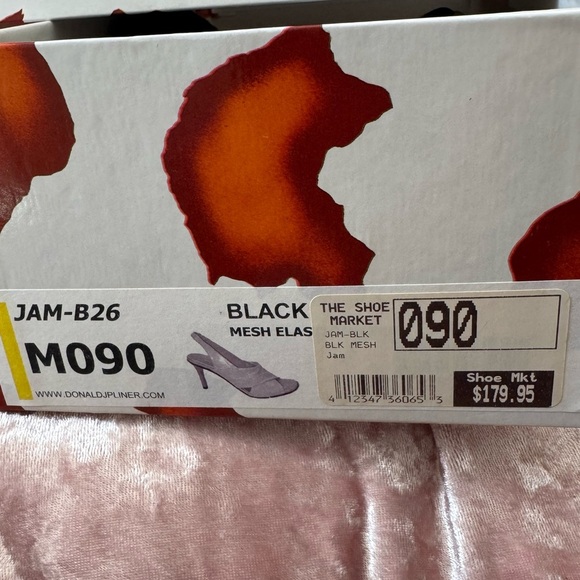 JAM-B26
BLACK
MESH ELAS
M090
WWW.DONALDJPLINER.COM
THE SHOE
MARKET
JAM-BLK
BLK MESH
Jam
090
4 12347 36065 3
Shoe Mkt
$179.95